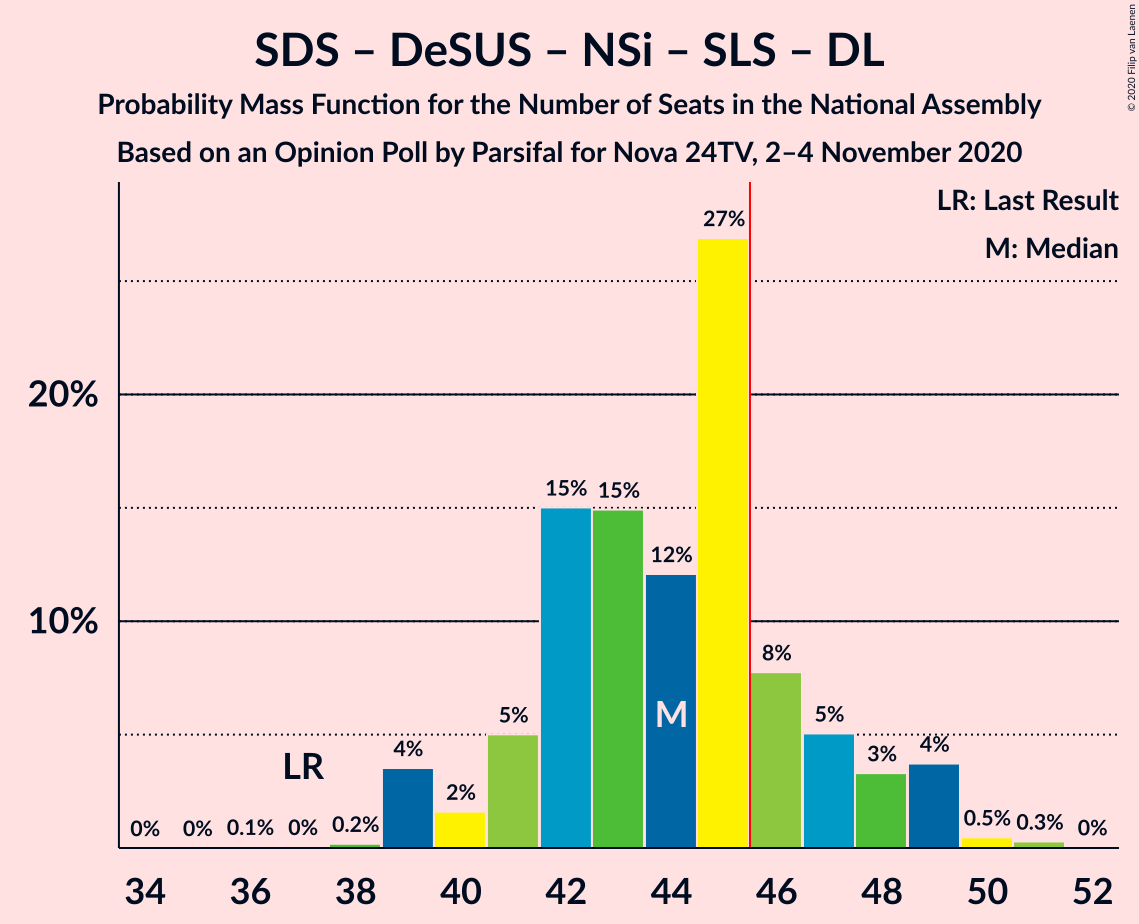 SDS – DeSUS – NSi – SLS – DL
Probability Mass Function for the Number of Seats in the National Assembly
Based on an Opinion Poll by Parsifal for Nova 24TV, 2–4 November 2020
© 2020 Filip van Laenen
LR: Last Result
M: Median
27%
20%
15% 15%
12%
10%
8%
M
5% 5%
LR 4% 3% 4%
2%
0% 0% 0.1% 0% 0.2% 0.5% 0.3% 0%
34 36 38 40 42 44 46 48 50 52